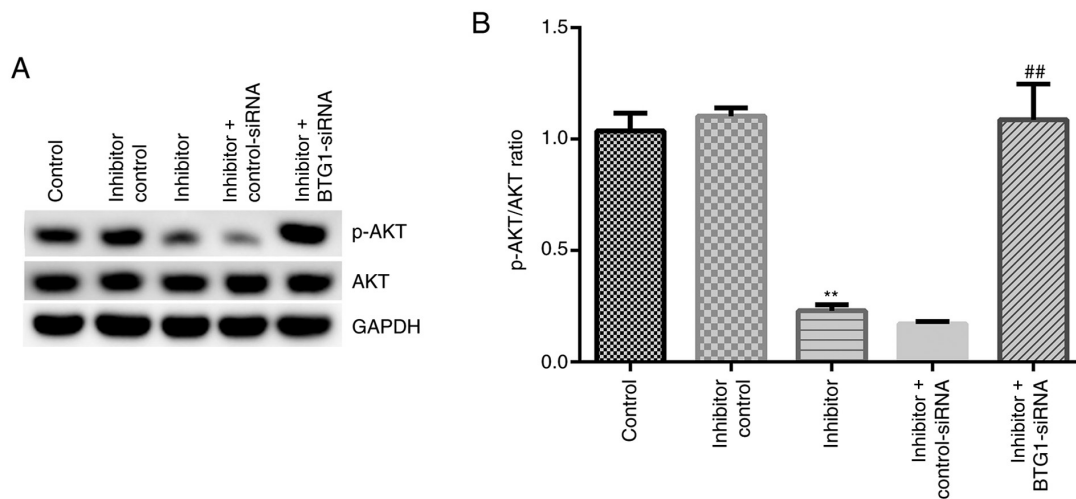 A
Control
Inhibitor
control
Inhibitor
Inhibitor +
control-siRNA
Inhibitor +
BTG1-siRNA
p-AKT
AKT
GAPDH
B
p-AKT/AKT ratio
1.5
1.0
0.5
0.0
**
##
Control
Inhibitor
control
Inhibitor
Inhibitor +
control-siRNA
Inhibitor +
BTG1-siRNA